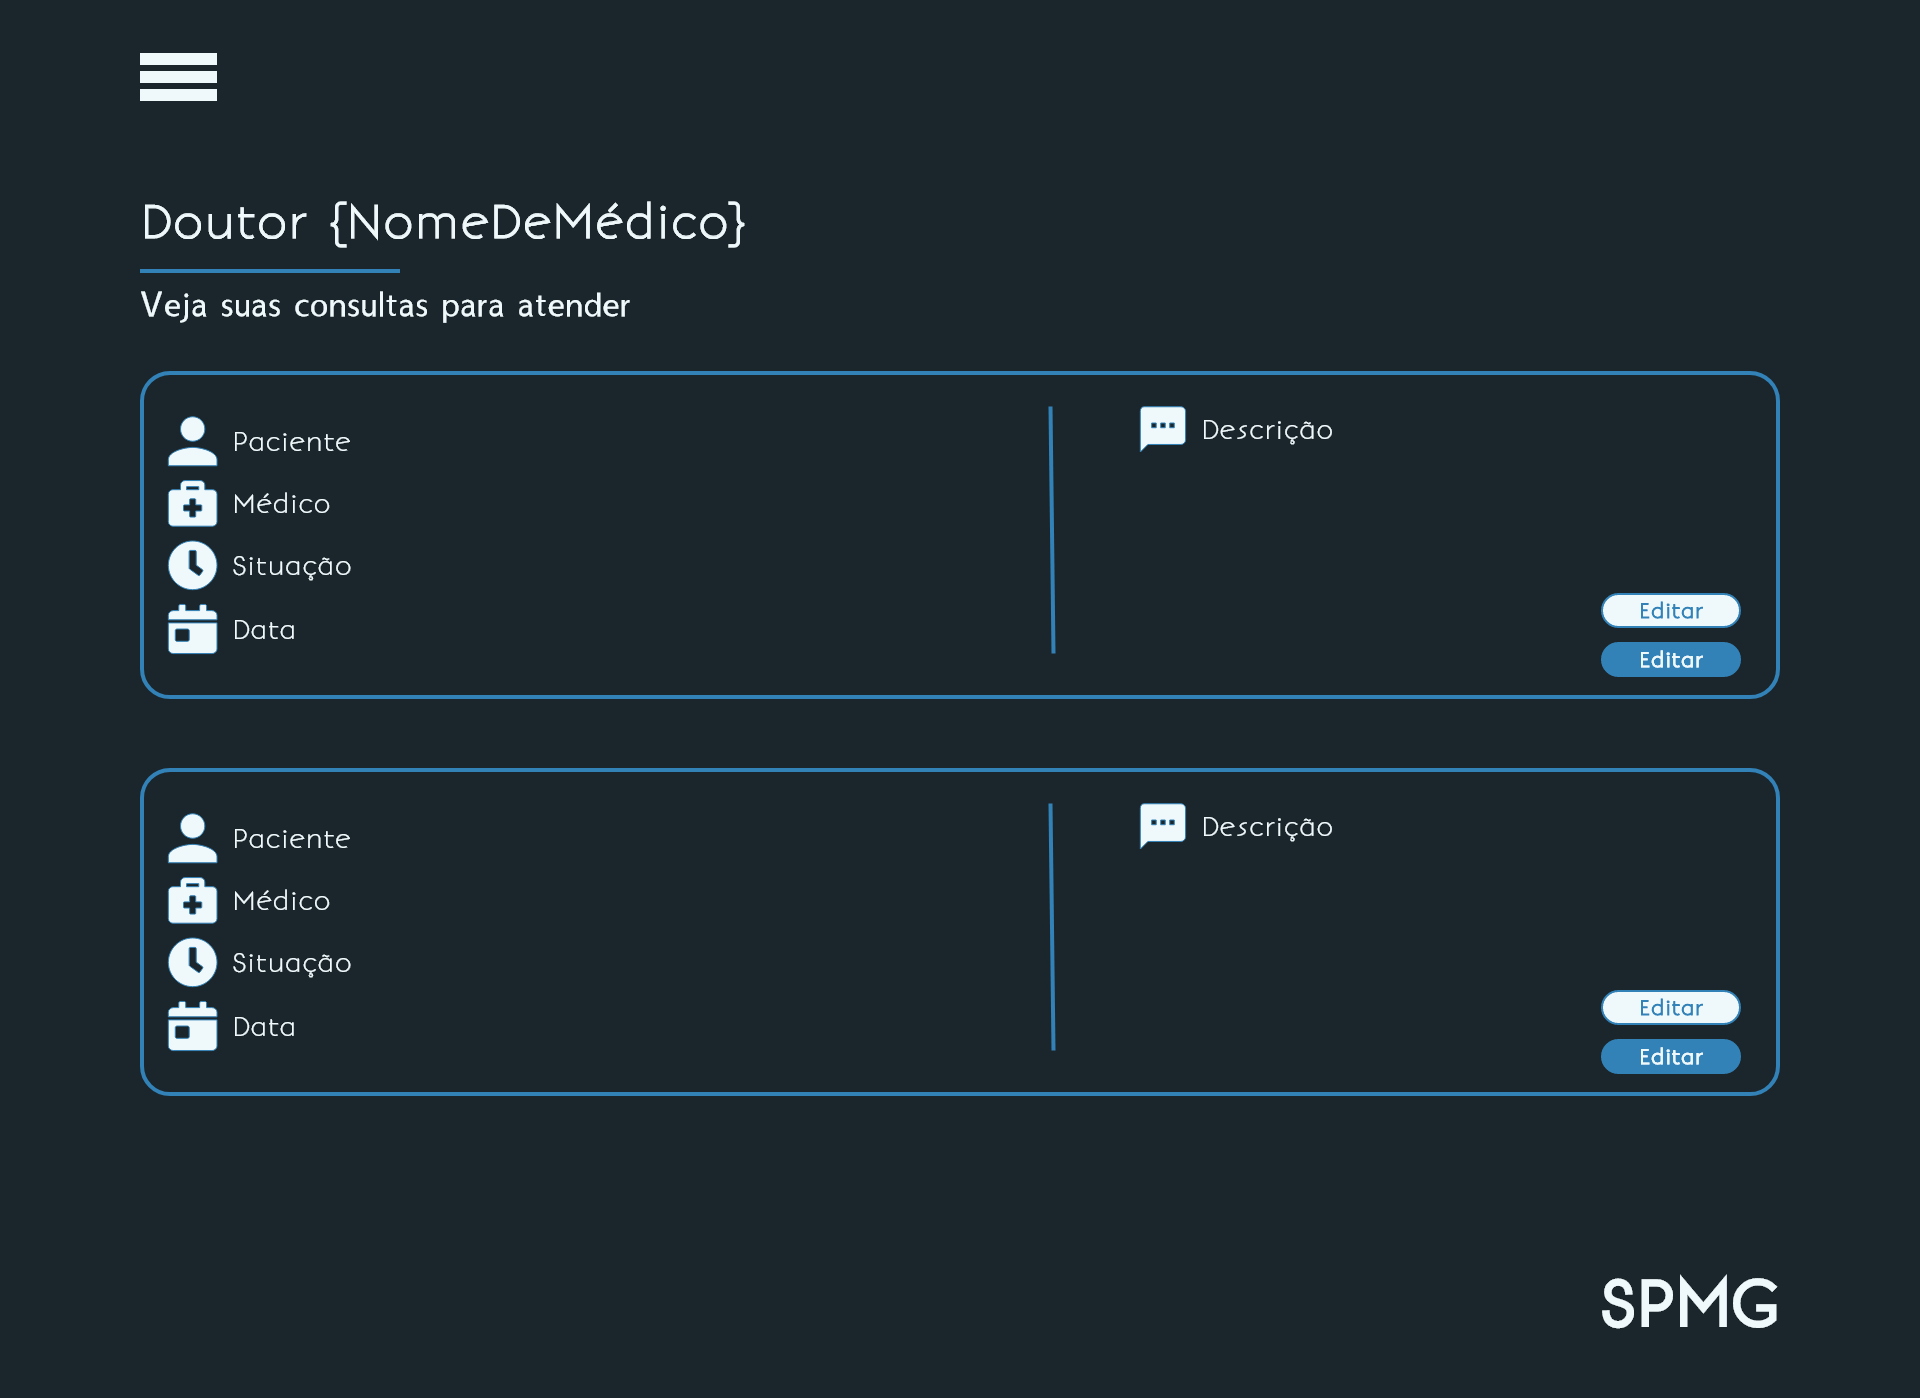 Doutor {NomeDeMédico}
Veja suas consultas para atender
Paciente
Médico
Situação
Data
Descrição
Editar
Editar
Paciente
Médico
Situação
Data
Descrição
Editar
Editar
SPMG